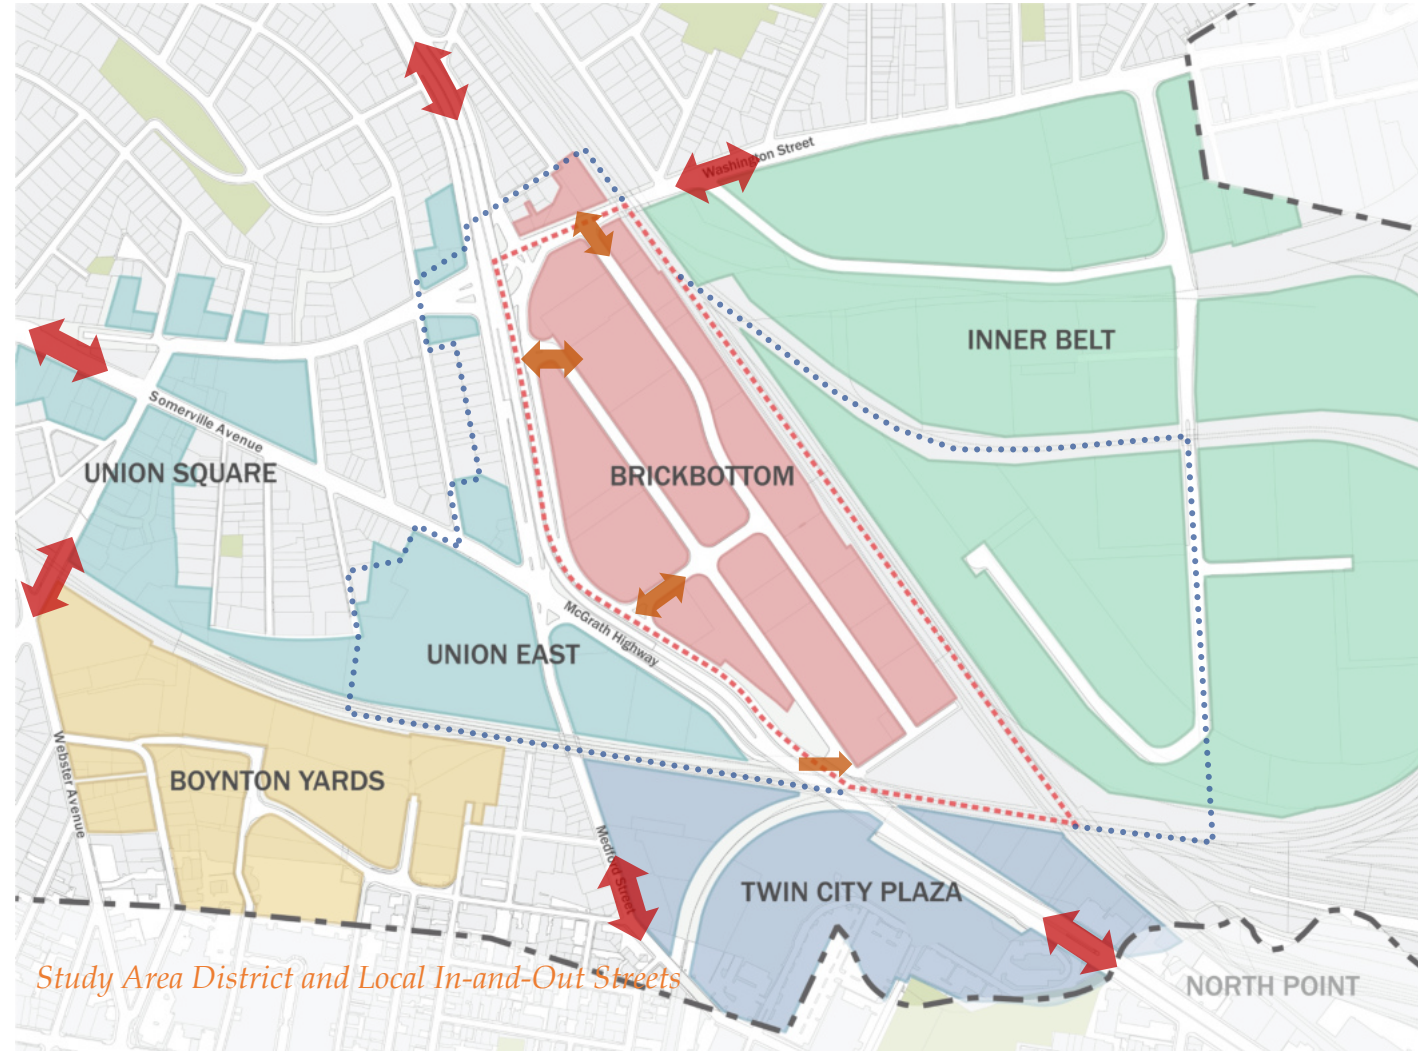 Washington Street
INNER BELT
Somerville Avenue
UNION SQUARE
BRICKBOTTOM
McGrath Highway
UNION EAST
Webster Avenue
BOYNTON YARDS
Medford Street
TWIN CITY PLAZA
Study Area District and Local In-and-Out Streets
NORTH POINT